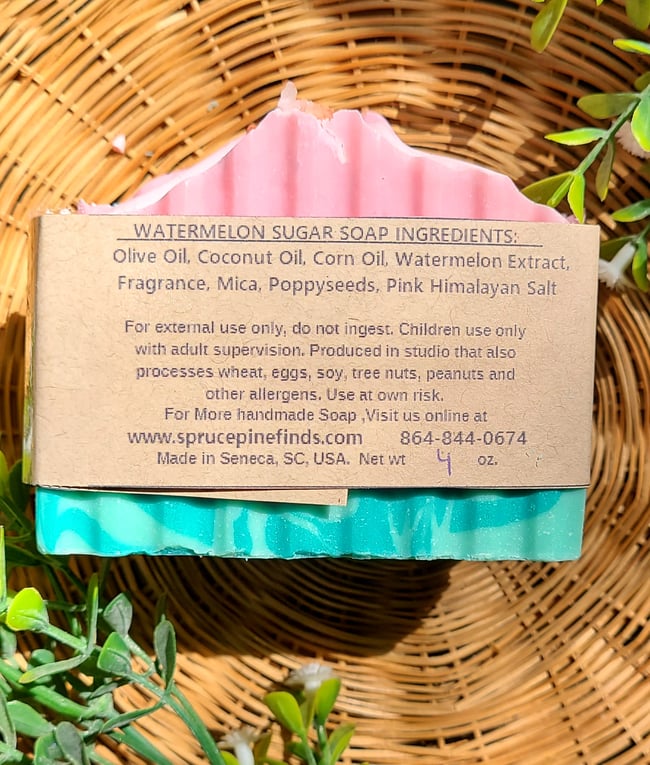 WATERMELON SUGAR SOAP INGREDIENTS:
Olive Oil, Coconut Oil, Corn Oil, Watermelon Extract,
Fragrance, Mica, Poppyseeds, Pink Himalayan Salt
For external use only, do not ingest. Children use only
with adult supervision. Produced in studio that also
processes wheat, eggs, soy, tree nuts, peanuts and
other allergens. Use at own risk.
For More handmade Soap ,Visit us online at
www.sprucepinefinds.com 864-844-0674
Made in Seneca, SC, USA. Net wt 4 oz.